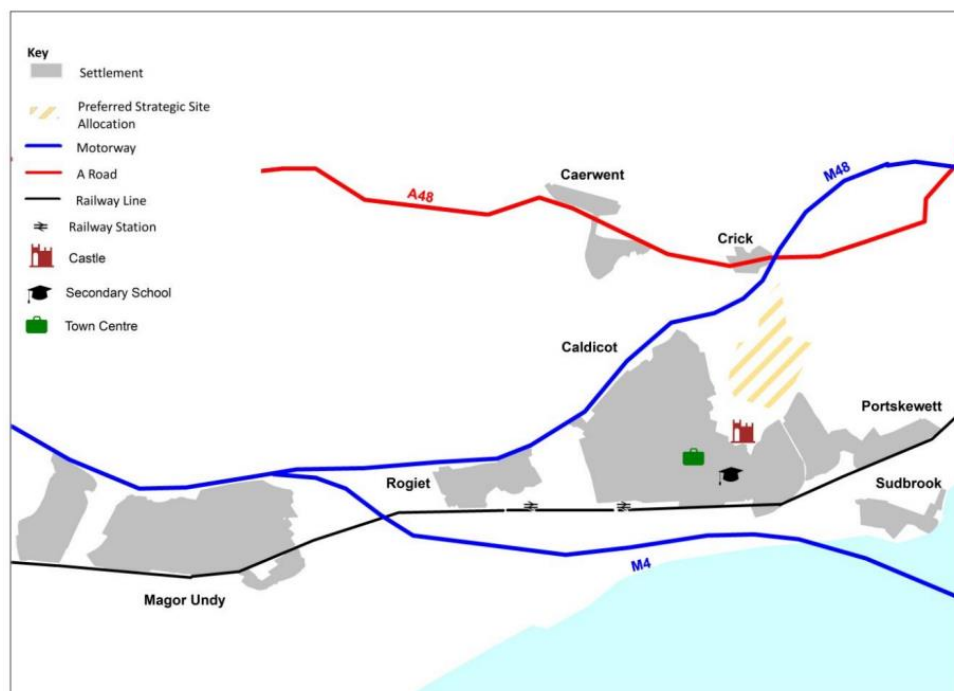 Key
Settlement
Preferred Strategic Site
Allocation
Motorway
A Road
Railway Line
Railway Station
Castle
Secondary School
Town Centre
Caerwent
M48
A48
Crick
Caldicot
Portskewett
Rogiet
Sudbrook
M4
Magor Undy